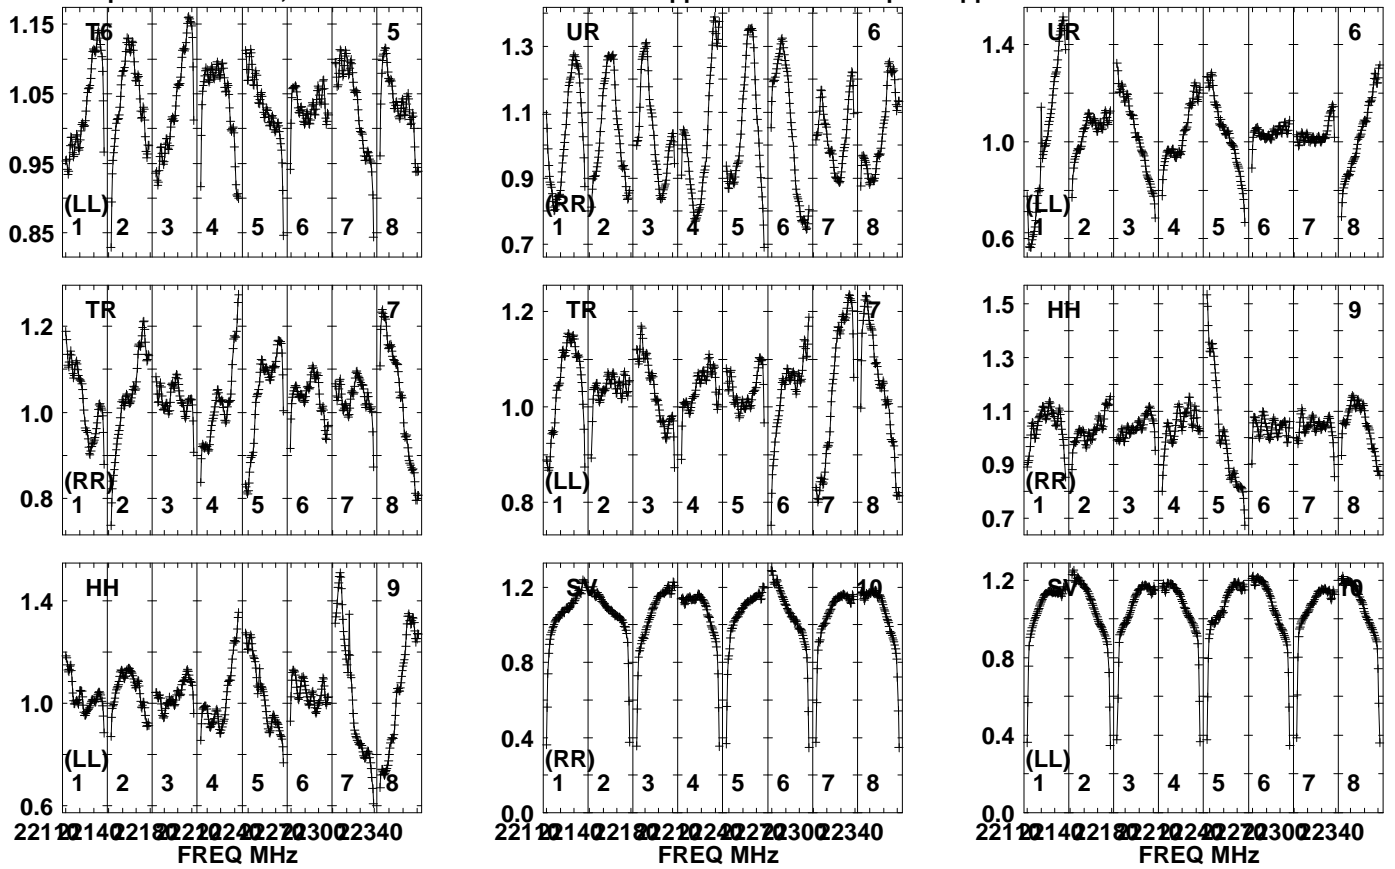 1.15 T6 5
1.05
0.95
0.85
(LL)
1 2 3 4 5 6 7 8
1.3 UR 6
1.1
0.9
0.7
(RR)
1 2 3 4 5 6 7 8
1.4 UR 6
1.0
0.6
(LL)
1 2 3 4 5 6 7 8
1.2 TR 7
1.0
0.8
(RR)
1 2 3 4 5 6 7 8
1.2 TR 7
1.0
0.8
(LL)
1 2 3 4 5 6 7 8
1.5 HH 9
1.3
1.1
0.9
0.7
(RR)
1 2 3 4 5 6 7 8
1.4 HH 9
1.0
0.6
(LL)
1 2 3 4 5 6 7 8
FREQ MHz
1.2 SV 10
0.8
0.4
0.0
(RR)
1 2 3 4 5 6 7 8
1.2 SV 10
0.8
0.4
0.0
(LL)
1 2 3 4 5 6 7 8
FREQ MHz